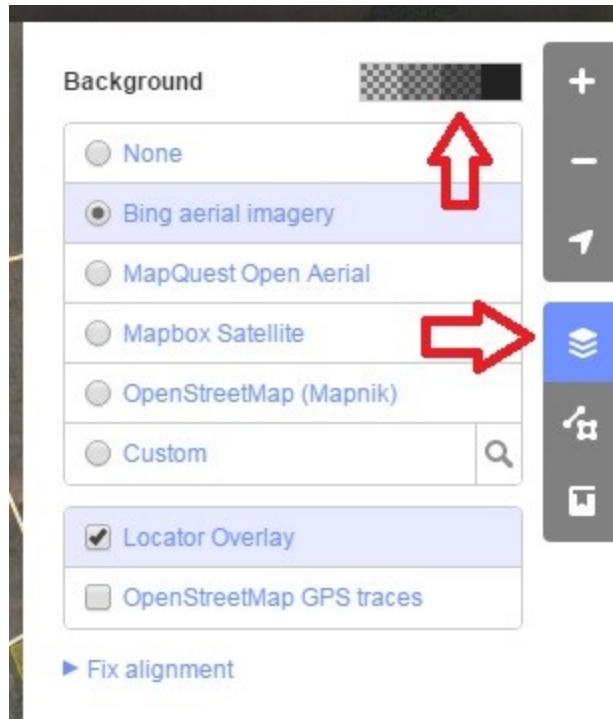 Background
None
Bing aerial imagery
MapQuest Open Aerial
Mapbox Satellite
OpenStreetMap (Mapnik)
Custom
Locator Overlay
OpenStreetMap GPS traces
Fix alignment